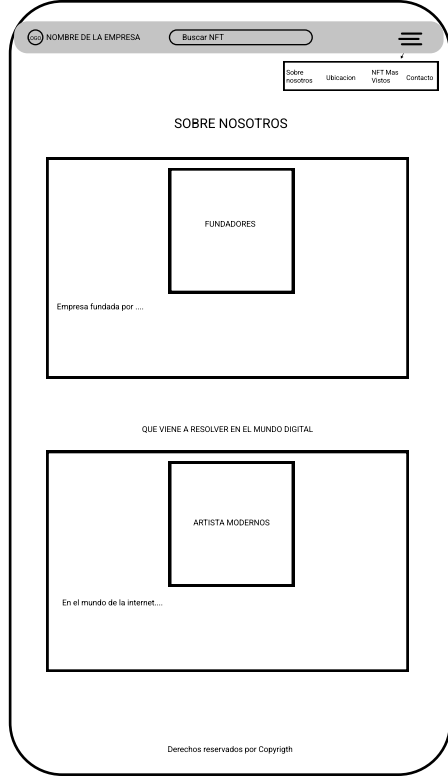 LOGO NOMBRE DE LA EMPRESA Buscar NFT
Sobre nosotros
Ubicacion
NFT Mas Vistos
Contacto
SOBRE NOSOTROS
FUNDADORES
Empresa fundada por ....
QUE VIENE A RESOLVER EN EL MUNDO DIGITAL
ARTISTA MODERNOS
En el mundo de la internet....
Derechos reservados por Copyrigth